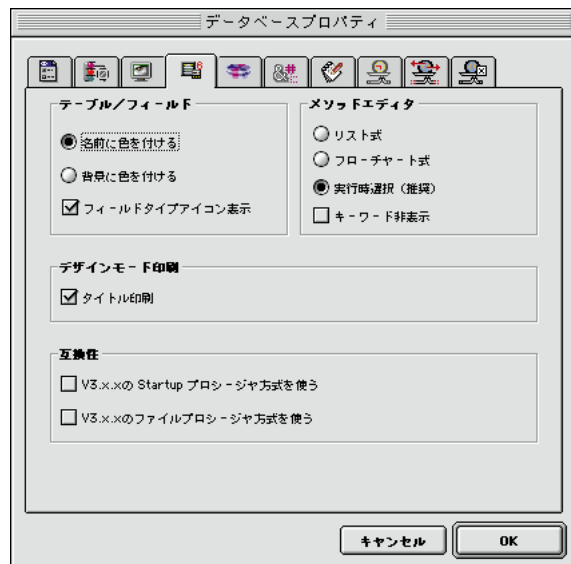 データベースプロパティ
テーブル/フィールド
名前に色を付ける
背景に色を付ける
フィールドタイプアイコン表示
メソッドエディタ
リスト式
フローチャート式
実行時選択（推奨）
キーワード非表示
デザインモード印刷
タイトル印刷
互換性
V3.x.xの Startup プロシージャ方式を使う
V3.x.xのファイルプロシージャ方式を使う
キャンセル
OK